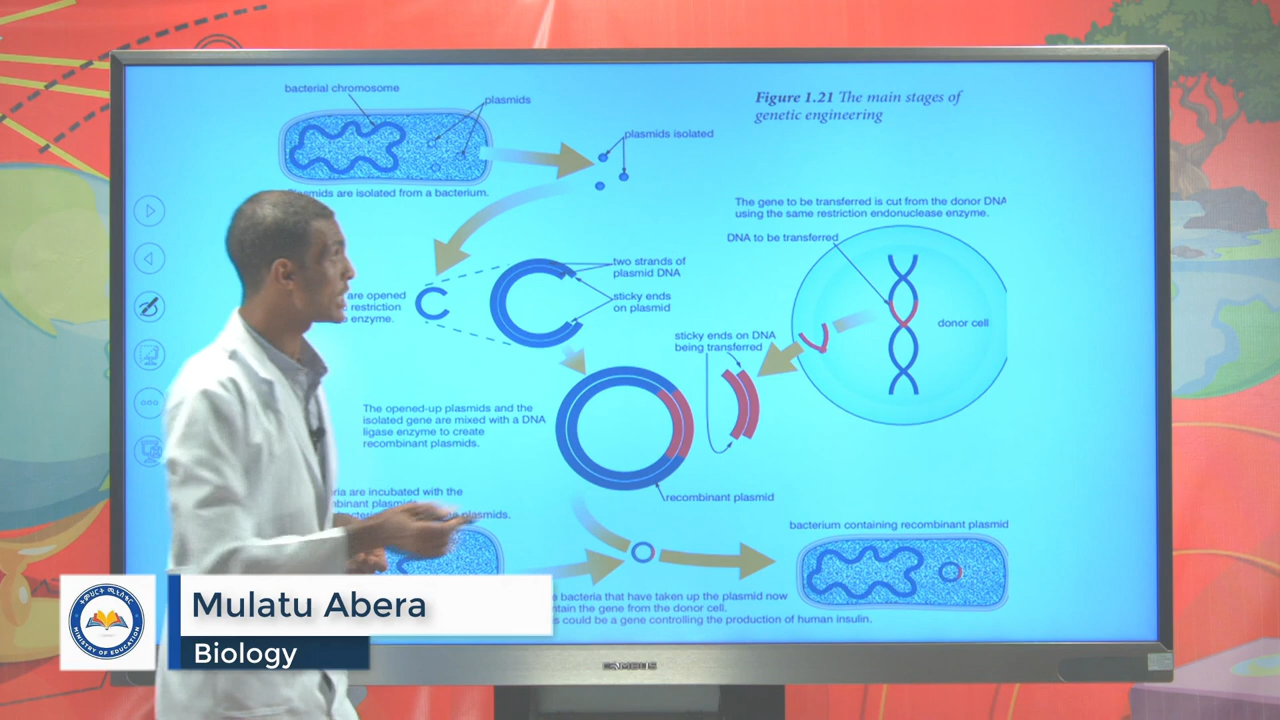 bacterial chromosome
plasmids
Figure 1.21 The main stages of
genetic engineering
plasmids isolated
are isolated from a bacterium.
The gene to be transferred is cut from the donor DNA
using the same restriction endonuclease enzyme.
DNA to be transferred
two strands of
plasmid DNA
are opened
restriction
enzyme.
sticky ends
on plasmid
donor cell
sticky ends on DNA
being transferred
The opened-up plasmids and the
isolated gene are mixed with a DNA
ligase enzyme to create
recombinant plasmids.
are incubated with the
plasmids.
recombinant plasmid
bacterium containing recombinant plasmid
bacteria that have taken up the plasmid now
the gene from the donor cell.
could be a gene controlling the production of human insulin.
ትምህርት ሚኒስቴር
MINISTRY OF EDUCATION
Mulatu Abera
Biology